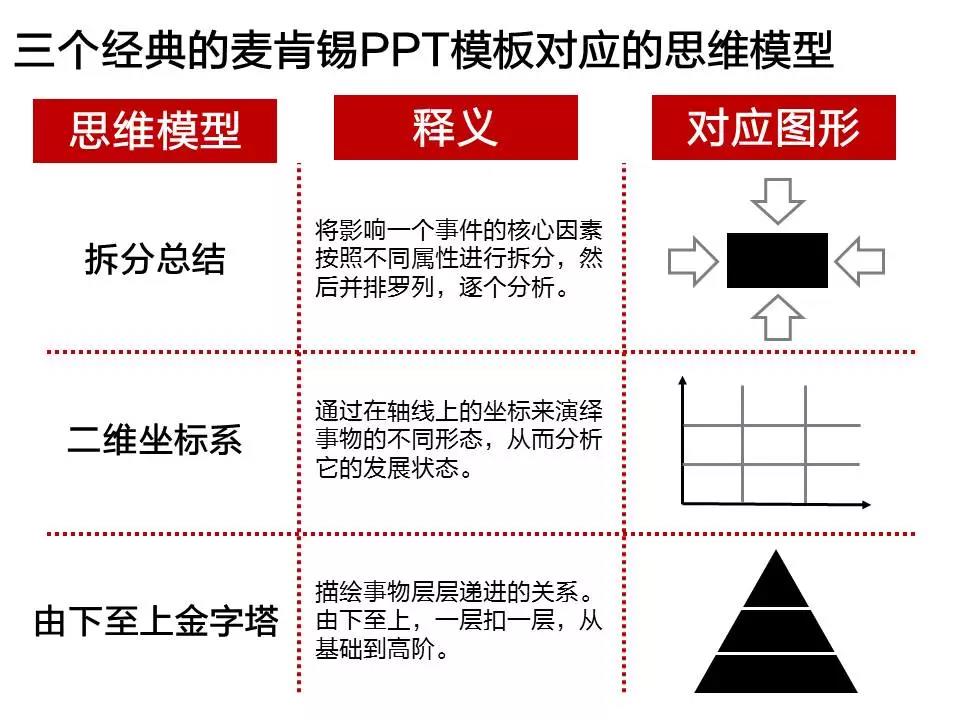 三个经典的麦肯锡PPT模板对应的思维模型
思维模型
释义
对应图形
拆分总结
将影响一个事件的核心因素
按照不同属性进行拆分，然
后并排罗列，逐个分析。
二维坐标系
通过在轴线上的坐标来演绎
事物的不同形态，从而分析
它的发展状态。
由下至上金字塔
描绘事物层层递进的关系。
由下至上，一层扣一层，从
基础到高阶。